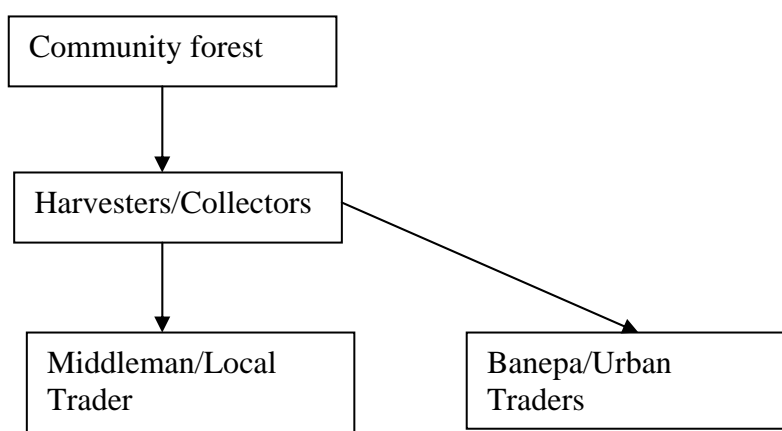 Community forest
Harvesters/Collectors
Middleman/Local
Trader
Banepa/Urban
Traders